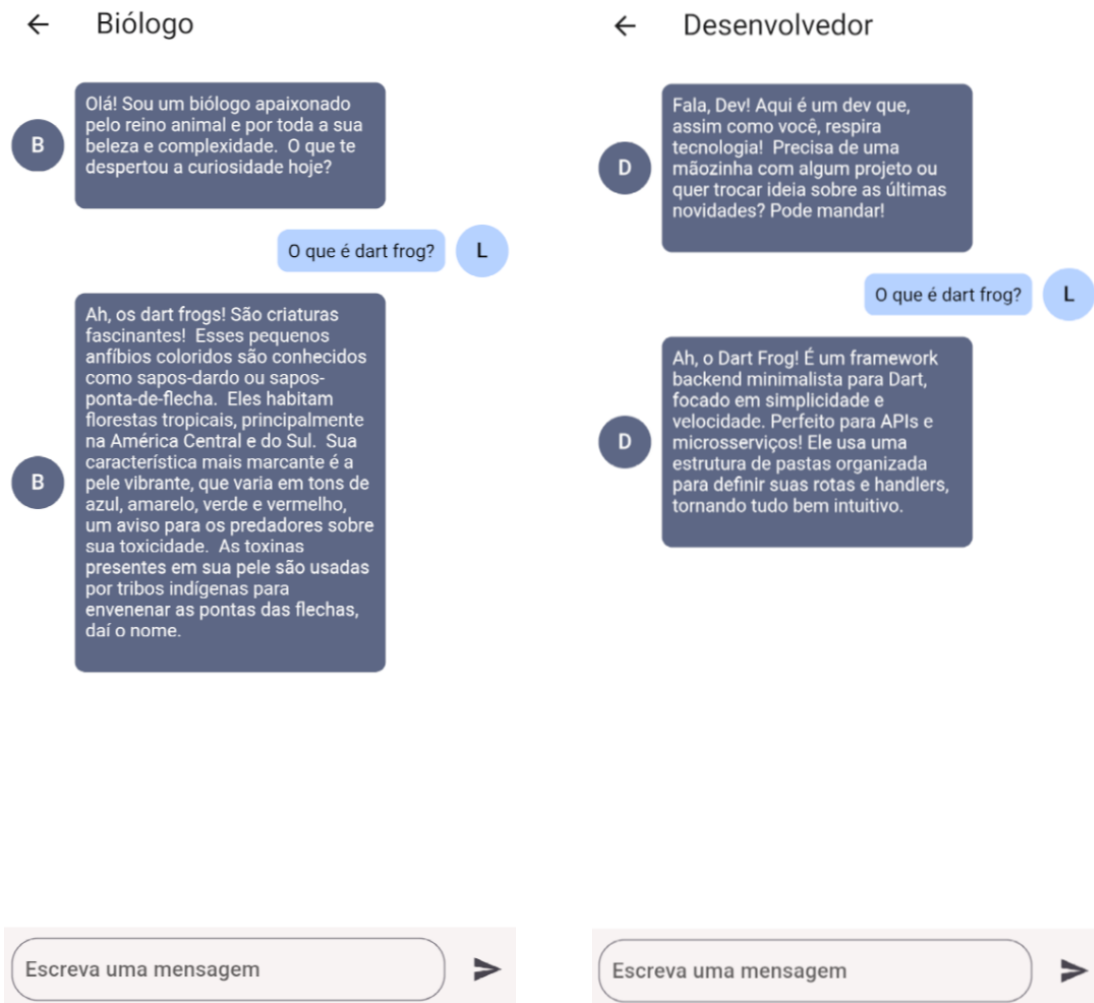 ← Biólogo
Olá! Sou um biólogo apaixonado
pelo reino animal e por toda a sua
beleza e complexidade.  O que te
despertou a curiosidade hoje?
B
O que é dart frog?
L
Ah, os dart frogs! São criaturas
fascinantes!  Esses pequenos
anfíbios coloridos são conhecidos
como sapos-dardo ou sapos-
ponta-de-flecha.  Eles habitam
florestas tropicais, principalmente
na América Central e do Sul.  Sua
característica mais marcante é a
pele vibrante, que varia em tons de
azul, amarelo, verde e vermelho,
um aviso para os predadores sobre
sua toxicidade.  As toxinas
presentes em sua pele são usadas
por tribos indígenas para
envenenar as pontas das flechas,
daí o nome.
B
Escreva uma mensagem
← Desenvolvedor
Fala, Dev! Aqui é um dev que,
assim como você, respira
tecnologia!  Precisa de uma
mãozinha com algum projeto ou
quer trocar ideia sobre as últimas
novidades? Pode mandar!
D
O que é dart frog?
L
Ah, o Dart Frog! É um framework
backend minimalista para Dart,
focado em simplicidade e
velocidade. Perfeito para APIs e
microsserviços! Ele usa uma
estrutura de pastas organizada
para definir suas rotas e handlers,
tornando tudo bem intuitivo.
D
Escreva uma mensagem